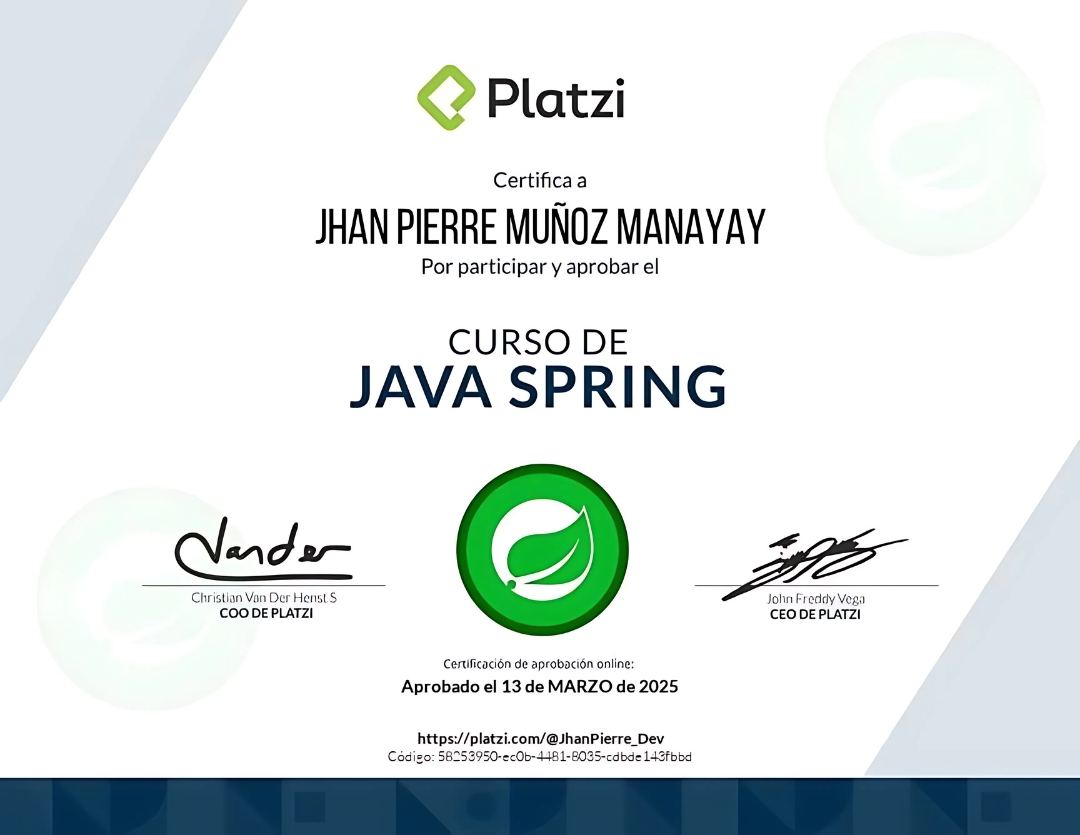 Platzi
Certifica a
JHAN PIERRE MUÑOZ MANAYAY
Por participar y aprobar el
CURSO DE
JAVA SPRING
Vander
Christian Van Der Henst S
COO DE PLATZI
John Freddy Vega
CEO DE PLATZI
Certificación de aprobación online:
Aprobado el 13 de MARZO de 2025
https://platzi.com/@JhanPierre_Dev
Código: 58253950-ec0b-4481-8035-cdbde143fbbd